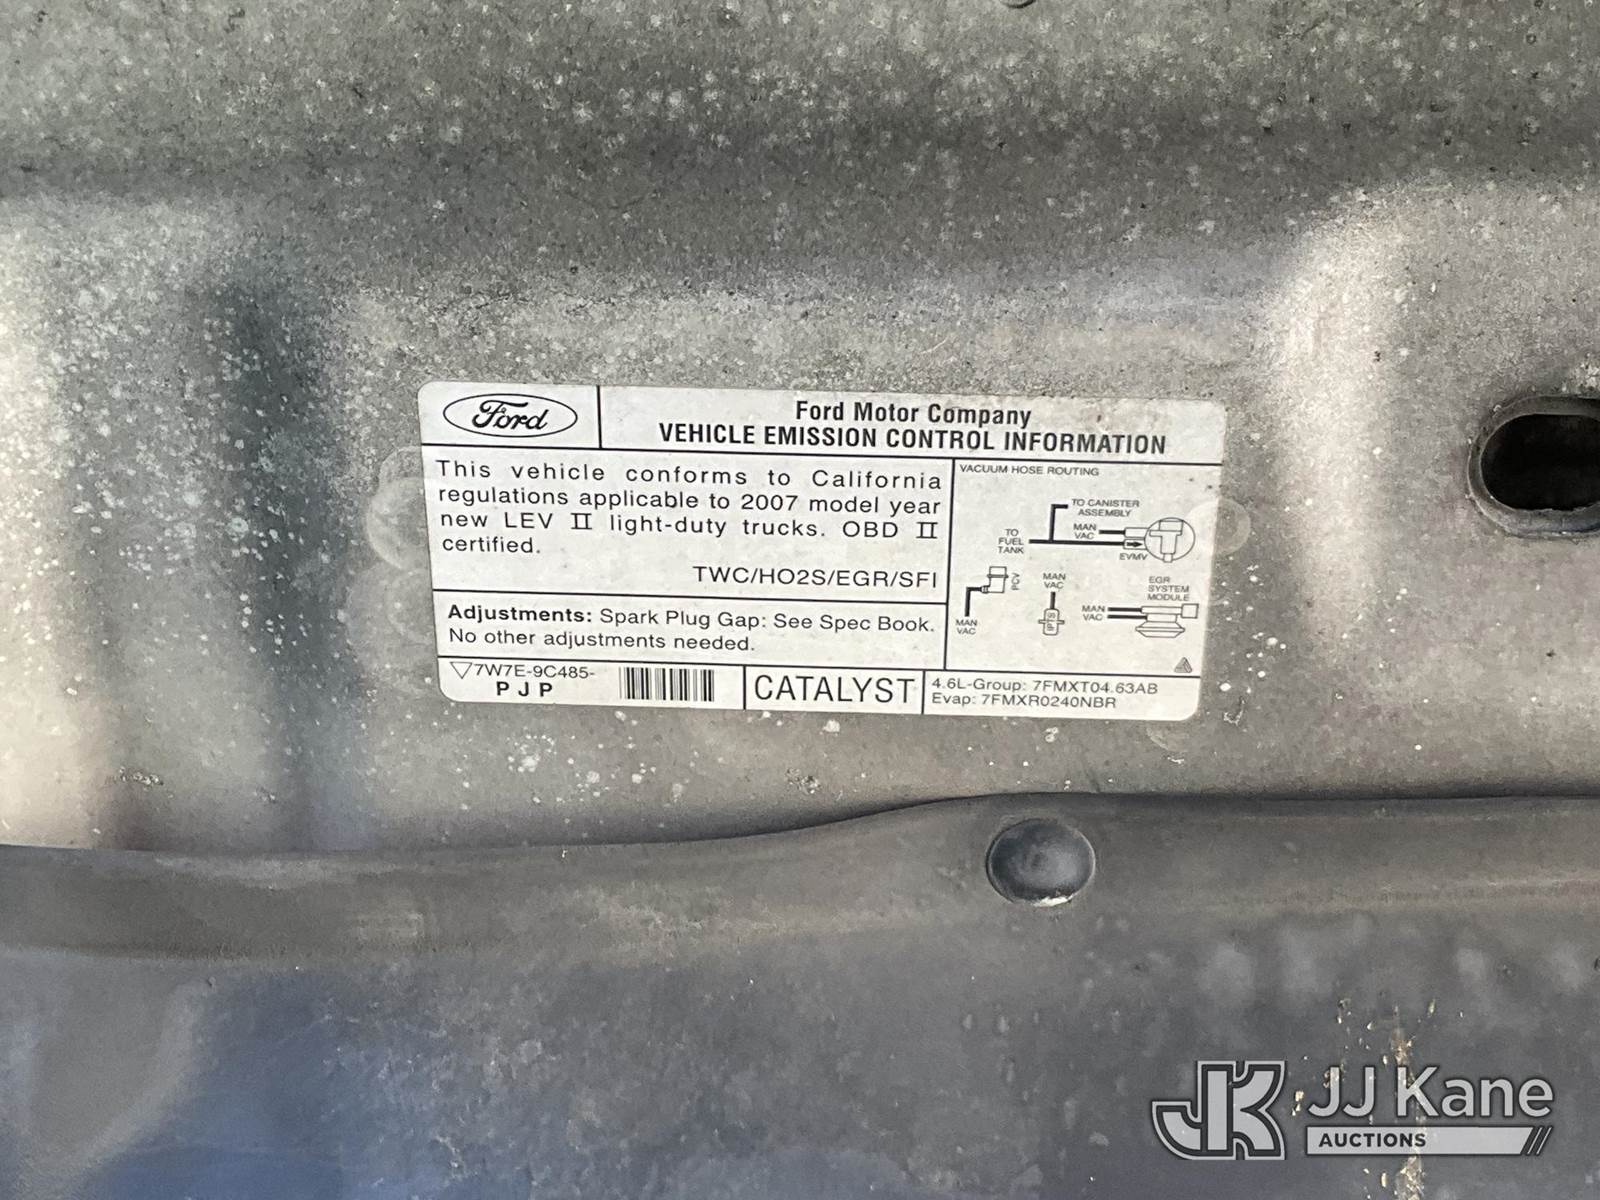 Ford
Ford Motor Company
VEHICLE EMISSION CONTROL INFORMATION
This vehicle conforms to California
regulations applicable to 2007 model year
new LEV II light-duty trucks. OBD II
certified.
TWC/HO2S/EGR/SFI
Adjustments: Spark Plug Gap: See Spec Book.
No other adjustments needed.
VACUUM HOSE ROUTING
TO CANISTER
ASSEMBLY
MAN
VAC
TO
FUEL
TANK
EVMV
PCV
MAN
VAC
MAN
VAC
EGR
SYSTEM
MODULE
MAN
VAC
7W7E-9C485-
PJP
CATALYST
4.6L-Group: 7FMXT04.63AB
Evap: 7FMXR0240NBR
JK
JJ Kane
AUCTIONS